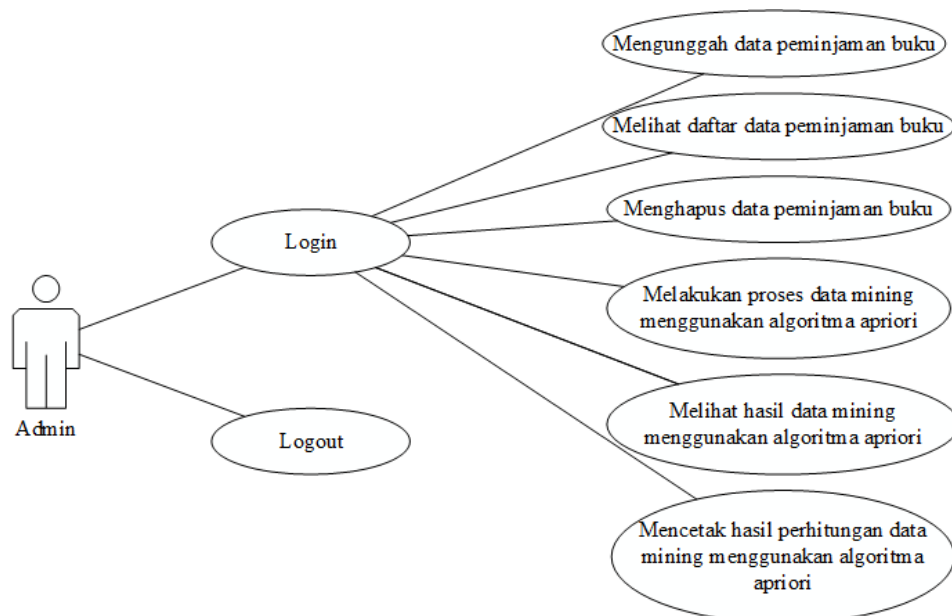 Mengunggah data peminjaman buku
Melihat daftar data peminjaman buku
Menghapus data peminjaman buku
Login
Melakukan proses data mining
menggunakan algoritma apriori
Admin
Logout
Melihat hasil data mining
menggunakan algoritma apriori
Mencetak hasil perhitungan data
mining menggunakan algoritma
apriori